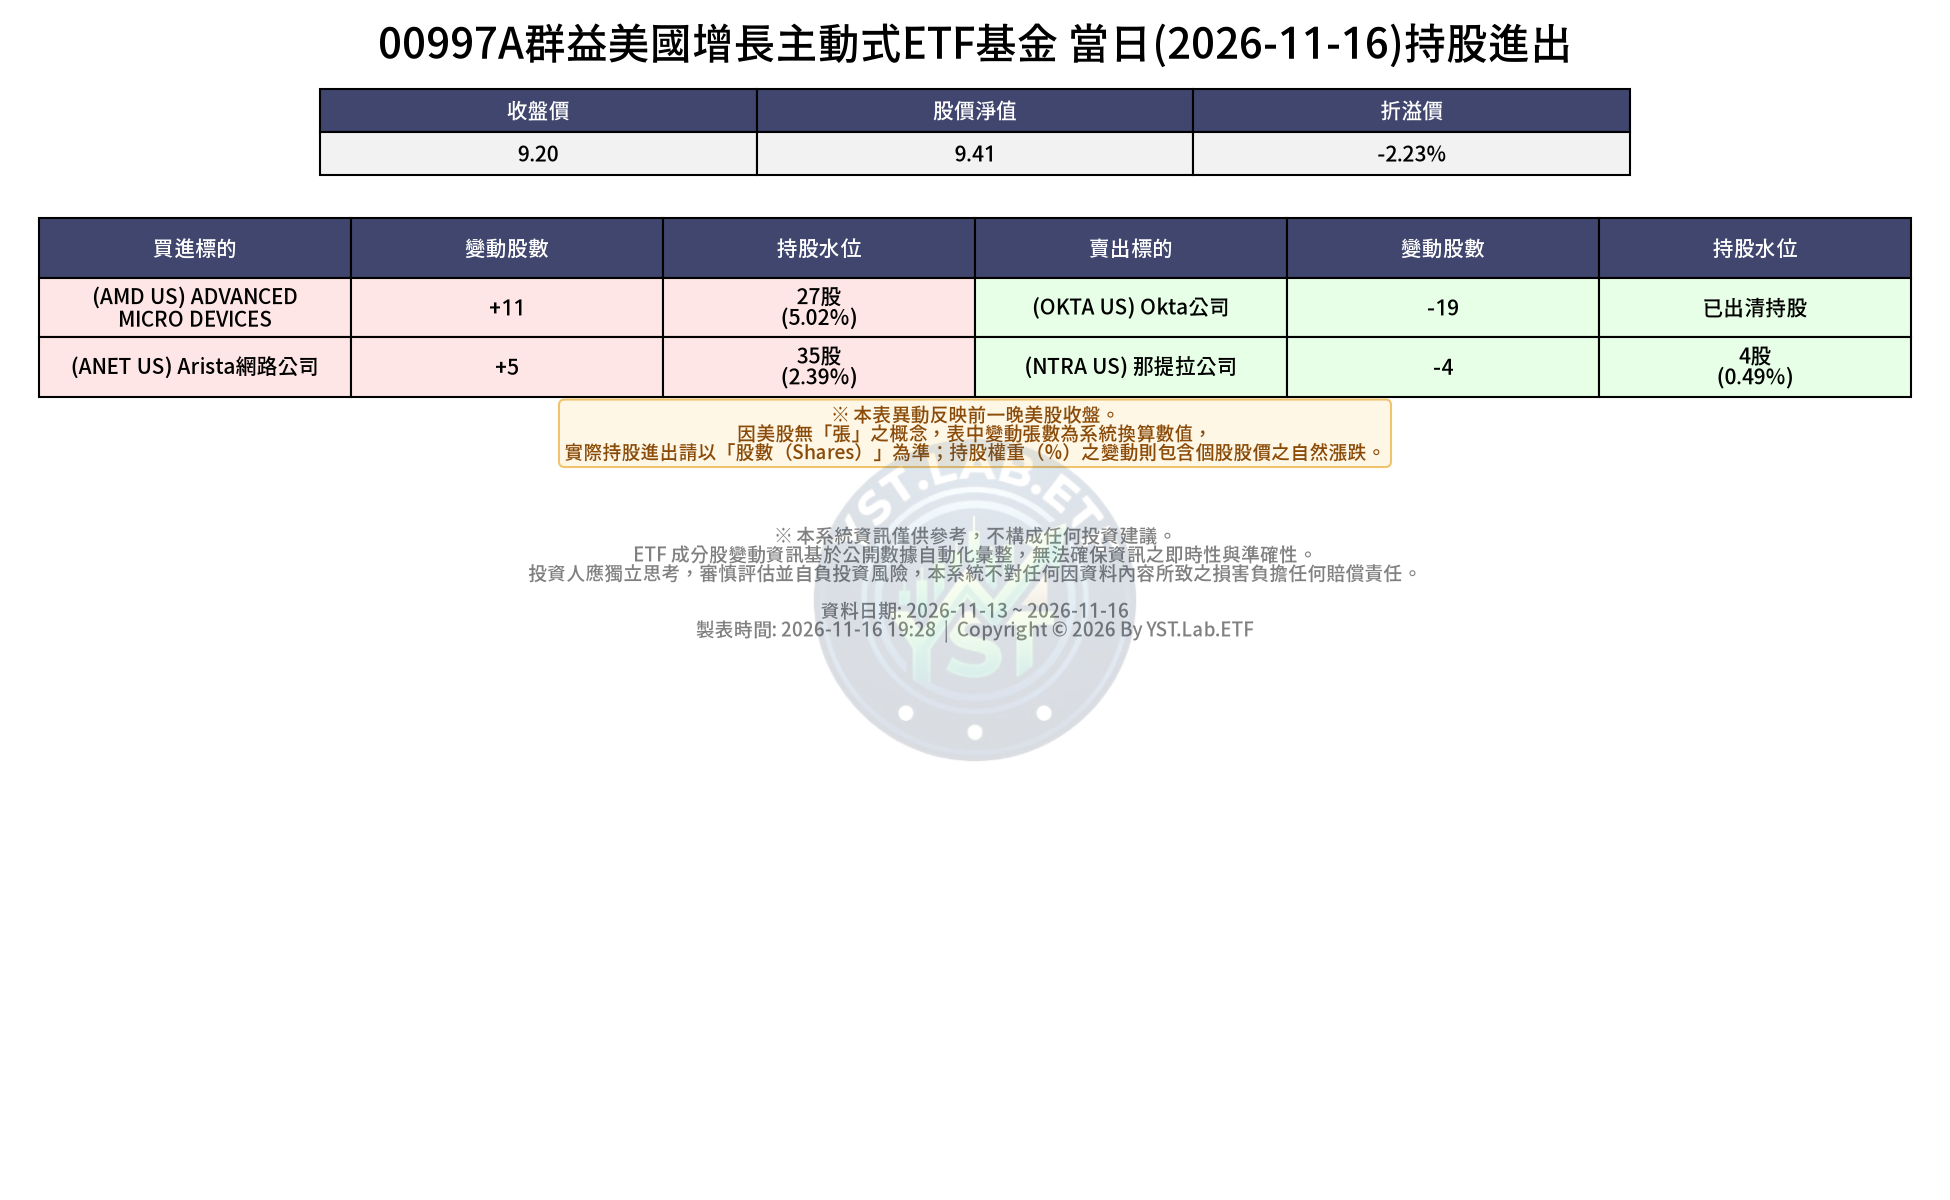 00997A群益美國增長主動式ETF基金 當日(2026-11-16)持股進出
收盤價 股價淨值 折溢價
9.20 9.41 -2.23%
買進標的 變動股數 持股水位 賣出標的 變動股數 持股水位
(AMD US) ADVANCED MICRO DEVICES +11 27股 (5.02%) (OKTA US) Okta公司 -19 已出清持股
(ANET US) Arista網路公司 +5 35股 (2.39%) (NTRA US) 那提拉公司 -4 4股 (0.49%)
※ 本表異動反映前一晚美股收盤。
因美股無「張」之概念，表中變動張數為系統換算數值，
實際持股進出請以「股數（Shares）」為準；持股權重（%）之變動則包含個股股價之自然漲跌。
YST.LAB.ET
※ 本系統資訊僅供參考，不構成任何投資建議。
ETF 成分股變動資訊基於公開數據自動化彙整，無法確保資訊之即時性與準確性。
投資人應獨立思考，審慎評估並自負投資風險，本系統不對任何因資料內容所致之損害負擔任何賠償責任。
資料日期: 2026-11-13 ~ 2026-11-16
製表時間: 2026-11-16 19:28 | Copyright © 2026 By YST.Lab.ETF
YST